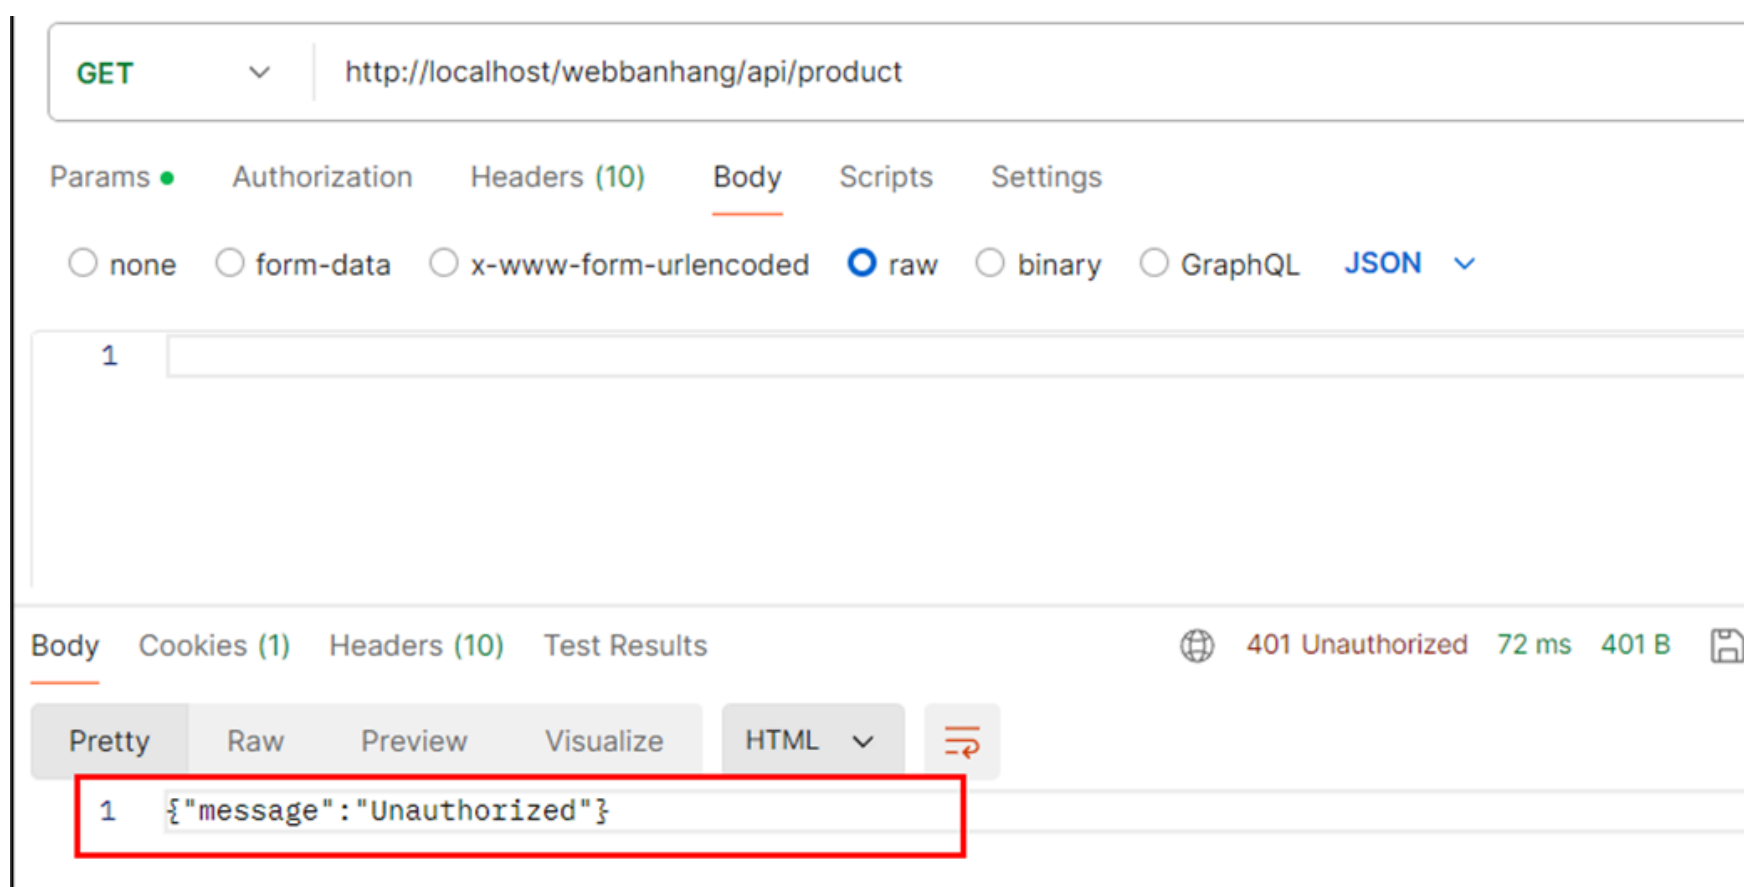 GET http://localhost/webbanhang/api/product
Params Authorization Headers (10) Body Scripts Settings
none form-data x-www-form-urlencoded raw binary GraphQL JSON
1
Body Cookies (1) Headers (10) Test Results 401 Unauthorized 72 ms 401 B
Pretty Raw Preview Visualize HTML
1 {"message":"Unauthorized"}